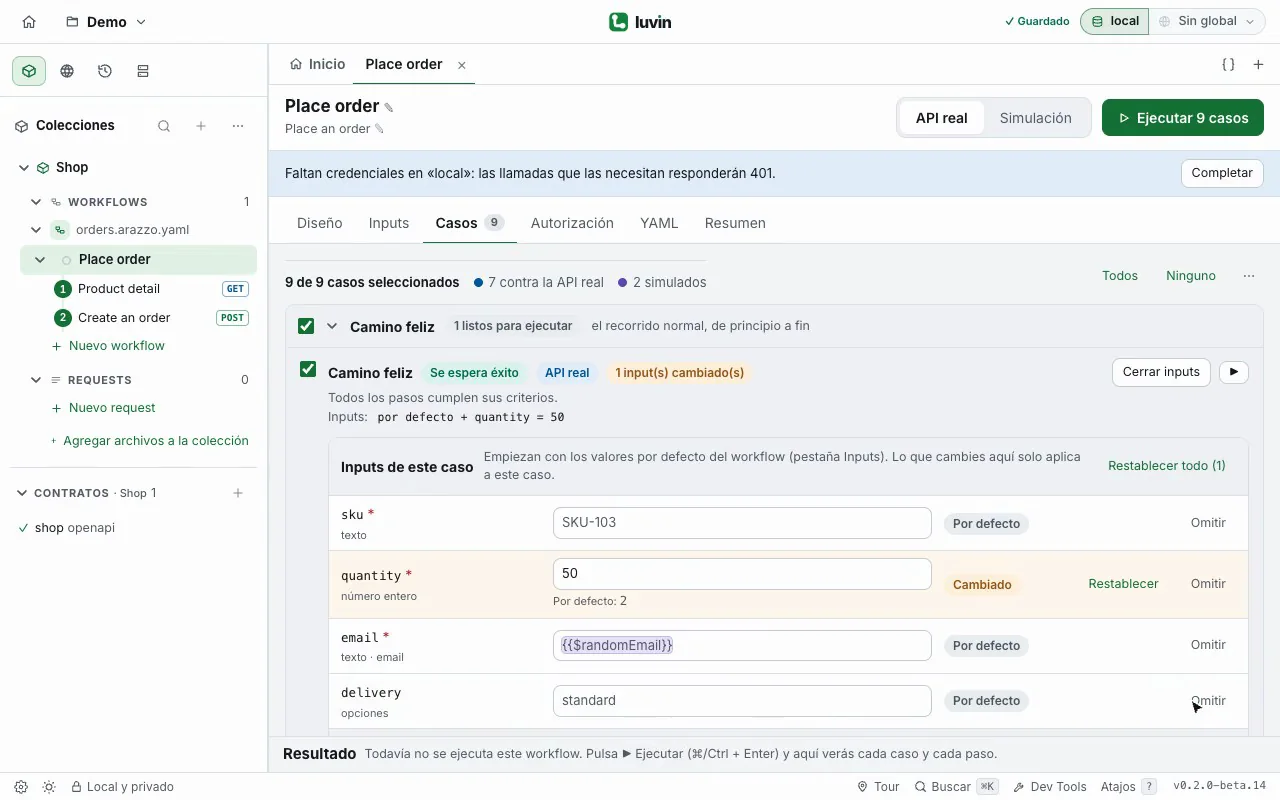 Demo
luvin
✓ Guardado
local
Sin global
Inicio
Place order
Place order
Place an order
API real
Simulación
Ejecutar 9 casos
Faltan credenciales en «local»: las llamadas que las necesitan responderán 401.
Completar
Colecciones
Shop
WORKFLOWS 1
orders.arazzo.yaml
Place order
1 Product detail GET
2 Create an order POST
+ Nuevo workflow
REQUESTS 0
+ Nuevo request
+ Agregar archivos a la colección
CONTRATOS · Shop 1
✓ shop openapi
Diseño
Inputs
Casos 9
Autorización
YAML
Resumen
9 de 9 casos seleccionados
7 contra la API real
2 simulados
Todos
Ninguno
Camino feliz 1 listos para ejecutar el recorrido normal, de principio a fin
Camino feliz Se espera éxito API real 1 input(s) cambiado(s)
Cerrar inputs
Todos los pasos cumplen sus criterios.
Inputs: por defecto + quantity = 50
Inputs de este caso
Empiezan con los valores por defecto del workflow (pestaña Inputs). Lo que cambies aquí solo aplica
a este caso.
Restablecer todo (1)
sku *
texto
SKU-103
Por defecto
Omitir
quantity *
número entero
50
Por defecto: 2
Cambiado
Restablecer
Omitir
email *
texto · email
{{$randomEmail}}
Por defecto
Omitir
delivery
opciones
standard
Por defecto
Omitir
Resultado Todavía no se ejecuta este workflow. Pulsa ▶ Ejecutar (⌘/Ctrl + Enter) y aquí verás cada caso y cada paso.
Local y privado
Tour
Buscar ⌘K
Dev Tools
Atajos ?
v0.2.0-beta.14